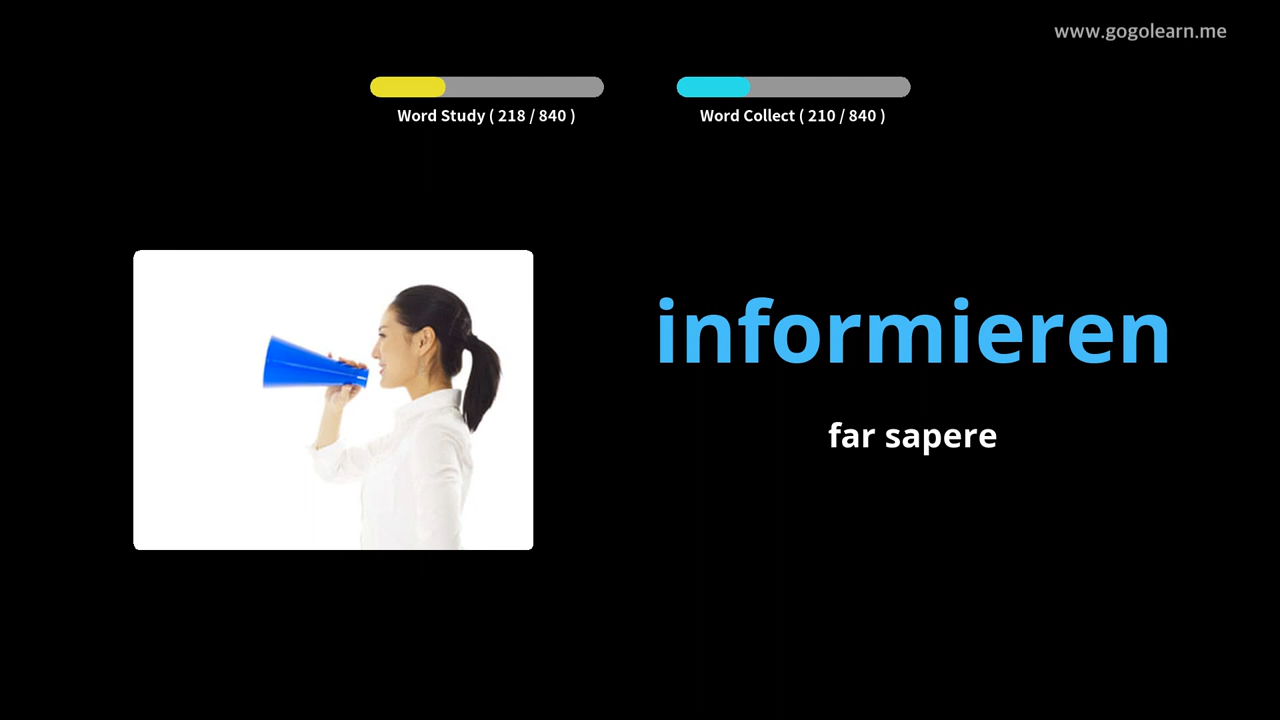 www.gogolearn.me
Word Study ( 218 / 840 )
Word Collect ( 210 / 840 )
informieren
far sapere